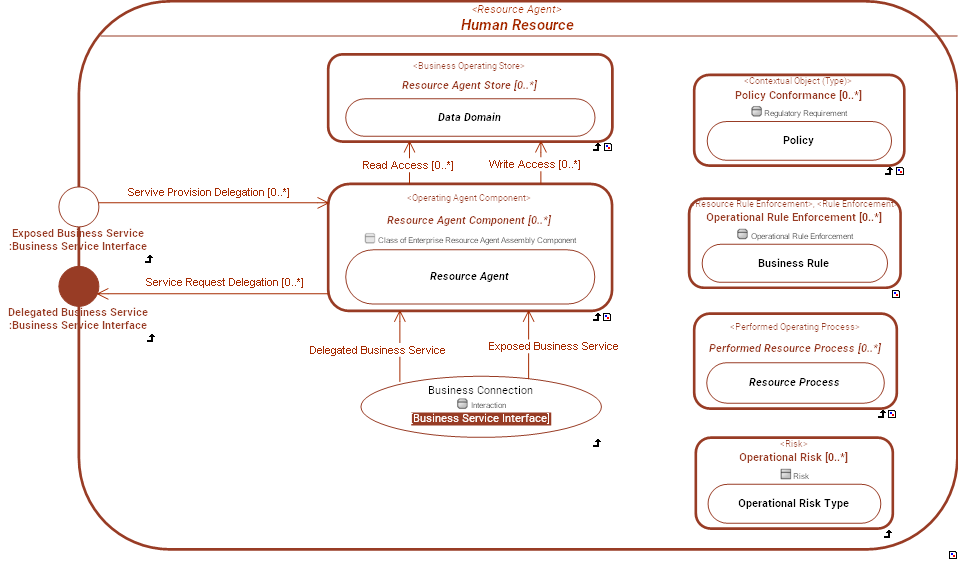 <Resource Agent>
Human Resource
<Business Operating Store>
Resource Agent Store [0..*]
Data Domain
Read Access [0..*]
Write Access [0..*]
Servive Provision Delegation [0..*]
Exposed Business Service
:Business Service Interface
Service Request Delegation [0..*]
Delegated Business Service
:Business Service Interface
<Operating Agent Component>
Resource Agent Component [0..*]
Class of Enterprise Resource Agent Assembly Component
Resource Agent
Delegated Business Service
Exposed Business Service
Business Connection
Interaction
[Business Service Interface]
<Contextual Object (Type)>
Policy Conformance [0..*]
Regulatory Requirement
Policy
Resource Rule Enforcement>, <Rule Enforcement
Operational Rule Enforcement [0..*]
Operational Rule Enforcement
Business Rule
<Performed Operating Process>
Performed Resource Process [0..*]
Resource Process
<Risk>
Operational Risk [0..*]
Risk
Operational Risk Type